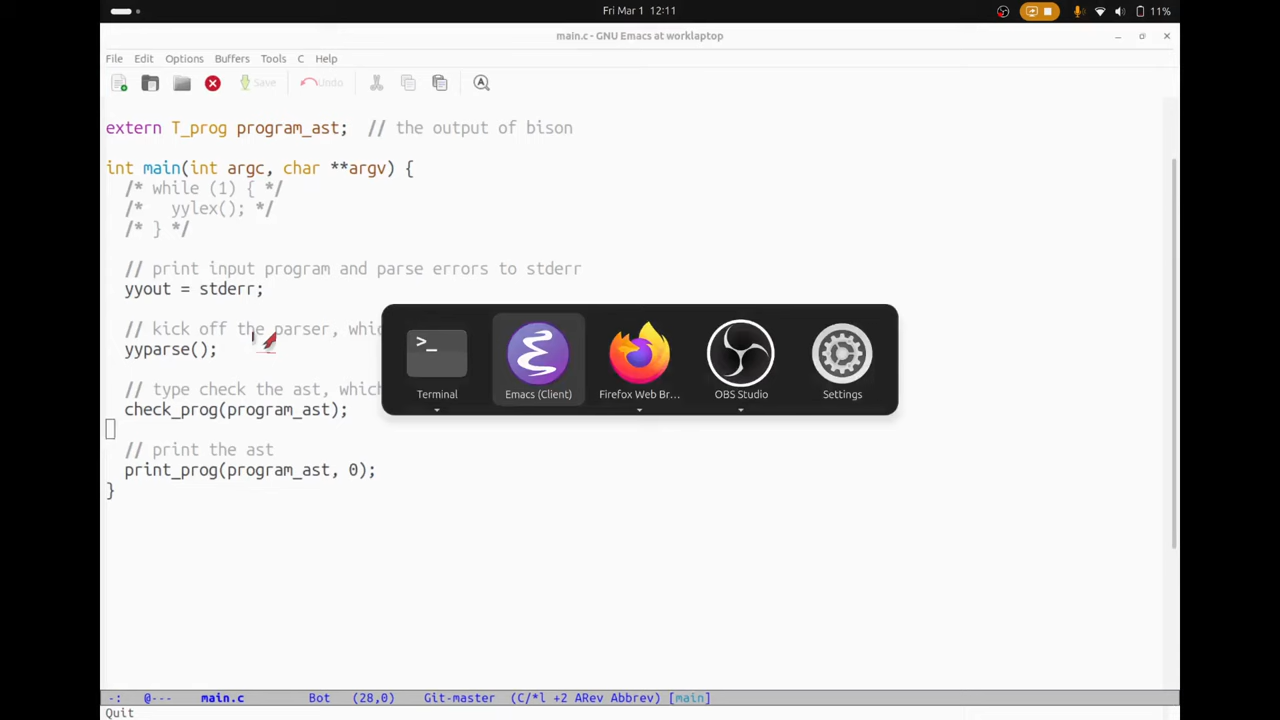 Fri Mar 1 12:11
11%
main.c - GNU Emacs at worklaptop
File Edit Options Buffers Tools C Help
Save Undo
extern T_prog program_ast; // the output of bison
int main(int argc, char **argv) {
/* while (1) { */
/* yylex(); */
/* } */
// print input program and parse errors to stderr
yyout = stderr;
// kick off the parser, whic
yyparse();
// type check the ast, which
check_prog(program_ast);
// print the ast
print_prog(program_ast, 0);
}
>_
Terminal Emacs (Client) Firefox Web Br... OBS Studio Settings
-: @--- main.c Bot (28,0) Git-master (C/*l +2 ARev Abbrev) [main]
Quit